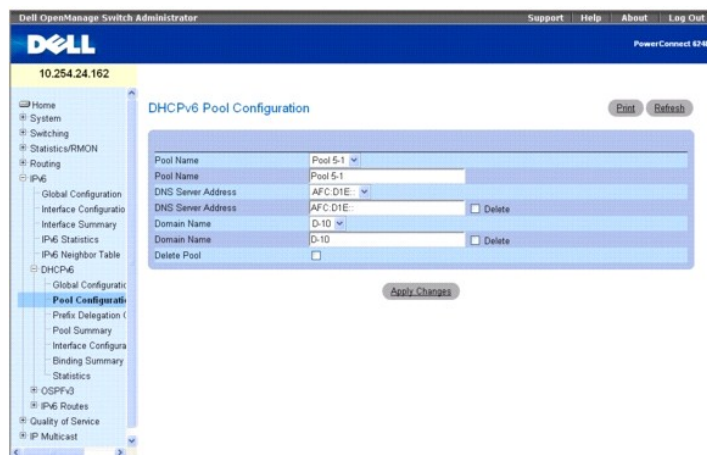 Dell OpenManage Switch Administrator
Support Help About Log Out
DELL
PowerConnect 624
10.254.24.162
Home
System
Switching
Statistics/RMON
Routing
IPv6
Global Configuration
Interface Configuratio
Interface Summary
IPv6 Statistics
IPv6 Neighbor Table
DHCPv6
Global Configuratic
Pool Configurati
Prefix Delegation (
Pool Summary
Interface Configura
Binding Summary
Statistics
OSPFv3
IPv6 Routes
Quality of Service
IP Multicast
DHCPv6 Pool Configuration
Print Refresh
Pool Name Pool 5-1
Pool Name Pool 5-1
DNS Server Address AFC:D1E::
DNS Server Address AFC:D1E:: Delete
Domain Name D-10
Domain Name D-10 Delete
Delete Pool
Apply Changes